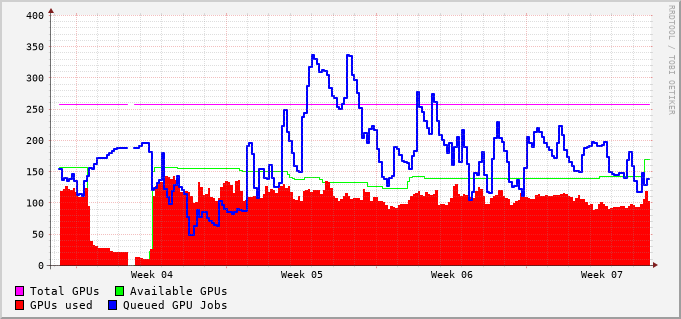 400
350
300
250
200
150
100
50
0
Week 04 Week 05 Week 06 Week 07
Total GPUs Available GPUs
GPUs used Queued GPU Jobs
RRDTOOL / TOBI OETIKER